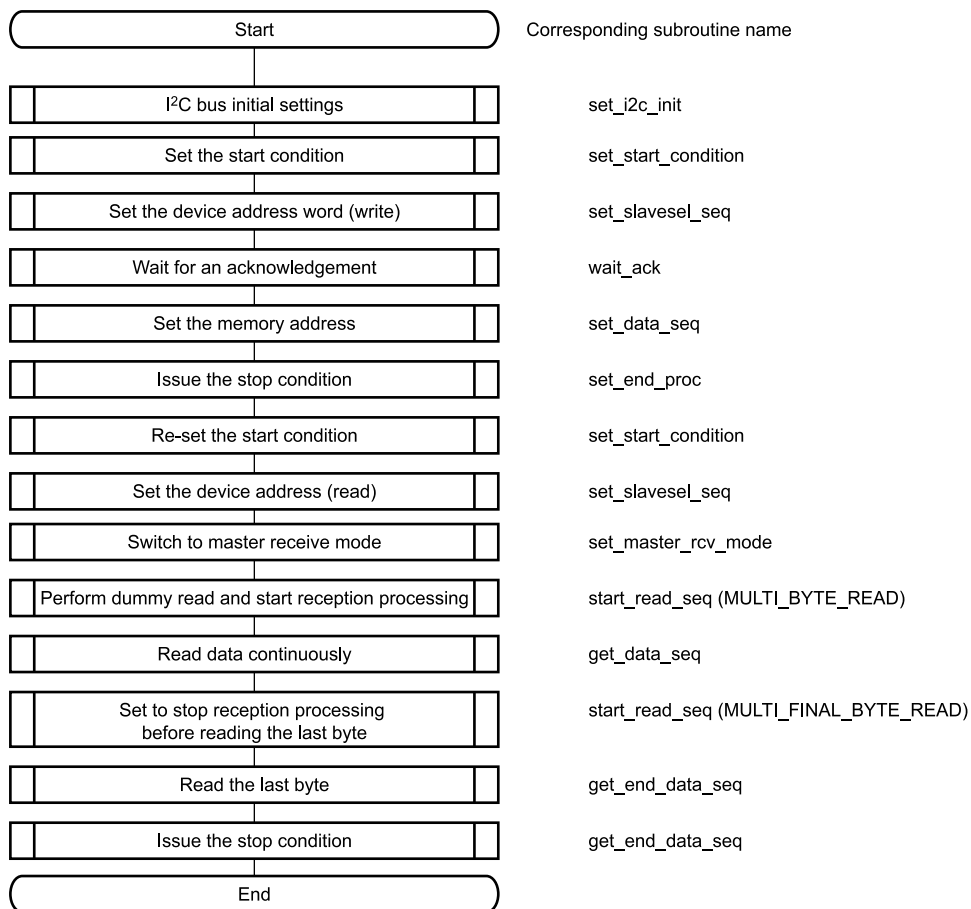 Start Corresponding subroutine name
I²C bus initial settings set_i2c_init
Set the start condition set_start_condition
Set the device address word (write) set_slavesel_seq
Wait for an acknowledgement wait_ack
Set the memory address set_data_seq
Issue the stop condition set_end_proc
Re-set the start condition set_start_condition
Set the device address (read) set_slavesel_seq
Switch to master receive mode set_master_rcv_mode
Perform dummy read and start reception processing start_read_seq (MULTI_BYTE_READ)
Read data continuously get_data_seq
Set to stop reception processing start_read_seq (MULTI_FINAL_BYTE_READ)
before reading the last byte
Read the last byte get_end_data_seq
Issue the stop condition get_end_data_seq
End